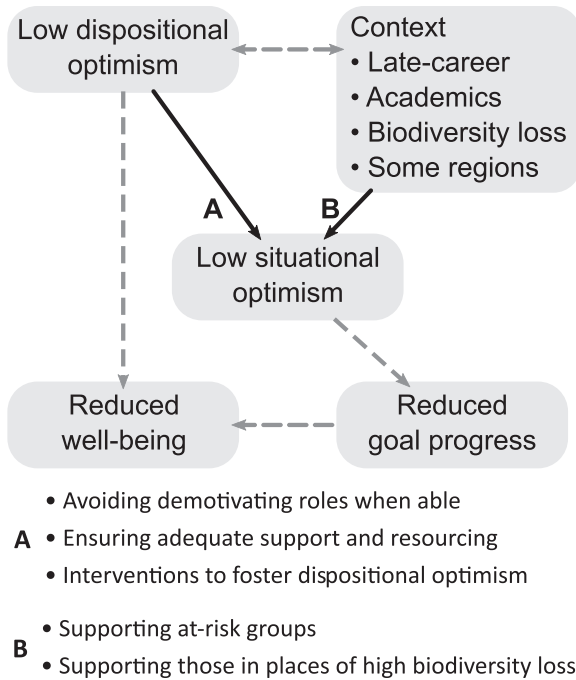 Low dispositional
optimism
Context
• Late-career
• Academics
• Biodiversity loss
• Some regions
A
B
Low situational
optimism
Reduced
well-being
Reduced
goal progress
• Avoiding demotivating roles when able
A • Ensuring adequate support and resourcing
• Interventions to foster dispositional optimism
• Supporting at-risk groups
B
• Supporting those in places of high biodiversity loss